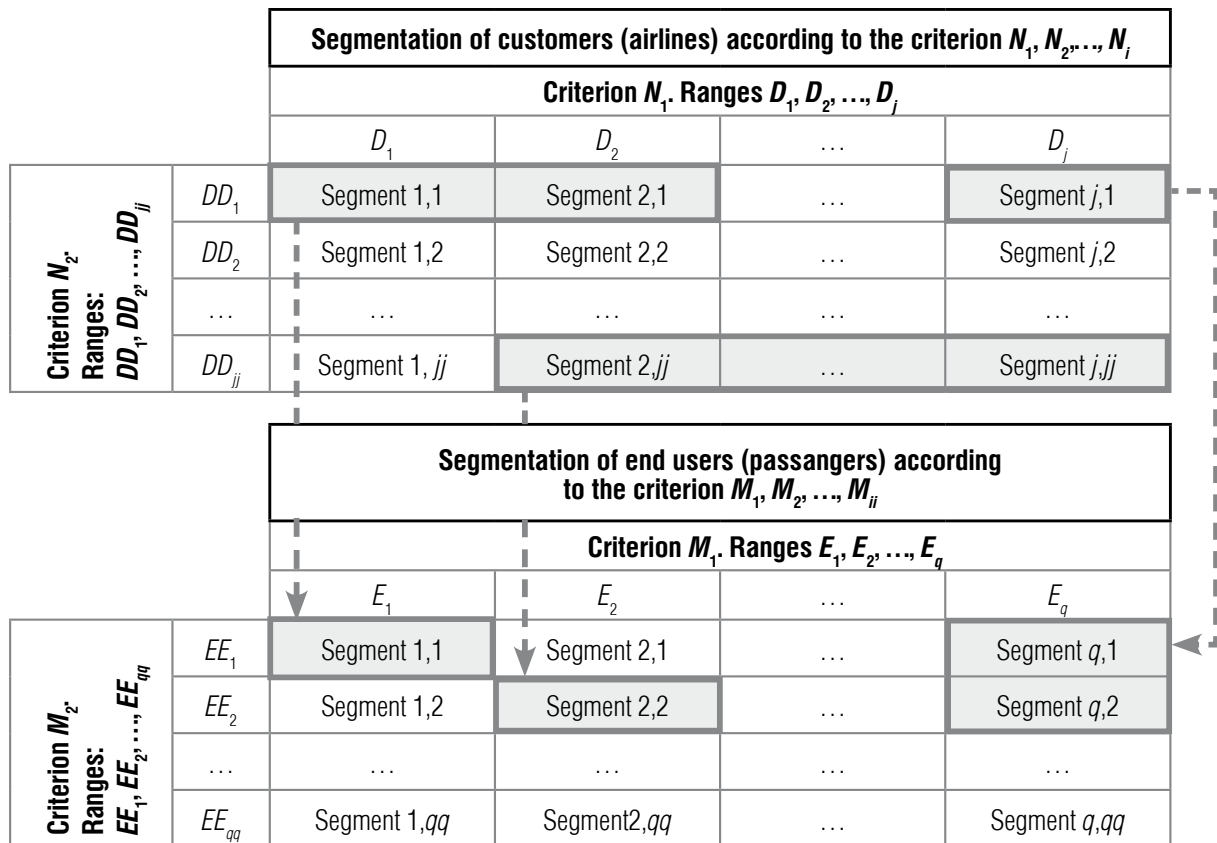 Segmentation of customers (airlines) according to the criterion N₁, N₂,…, Nᵢ
Criterion N₁. Ranges D₁, D₂, …, Dⱼ
D₁ D₂ … Dⱼ
Criterion N₂.
Ranges:
DD₁, DD₂, …, DDⱼⱼ
DD₁ Segment 1,1 Segment 2,1 … Segment j,1
DD₂ Segment 1,2 Segment 2,2 … Segment j,2
… … … … …
DDⱼⱼ Segment 1, jj Segment 2,jj … Segment j,jj
Segmentation of end users (passangers) according
to the criterion M₁, M₂, …, Mᵢᵢ
Criterion M₁. Ranges E₁, E₂, …, E_q
E₁ E₂ … E_q
Criterion M₂.
Ranges:
EE₁, EE₂, …, EE_qq
EE₁ Segment 1,1 Segment 2,1 … Segment q,1
EE₂ Segment 1,2 Segment 2,2 … Segment q,2
… … … … …
EE_qq Segment 1,qq Segment2,qq … Segment q,qq